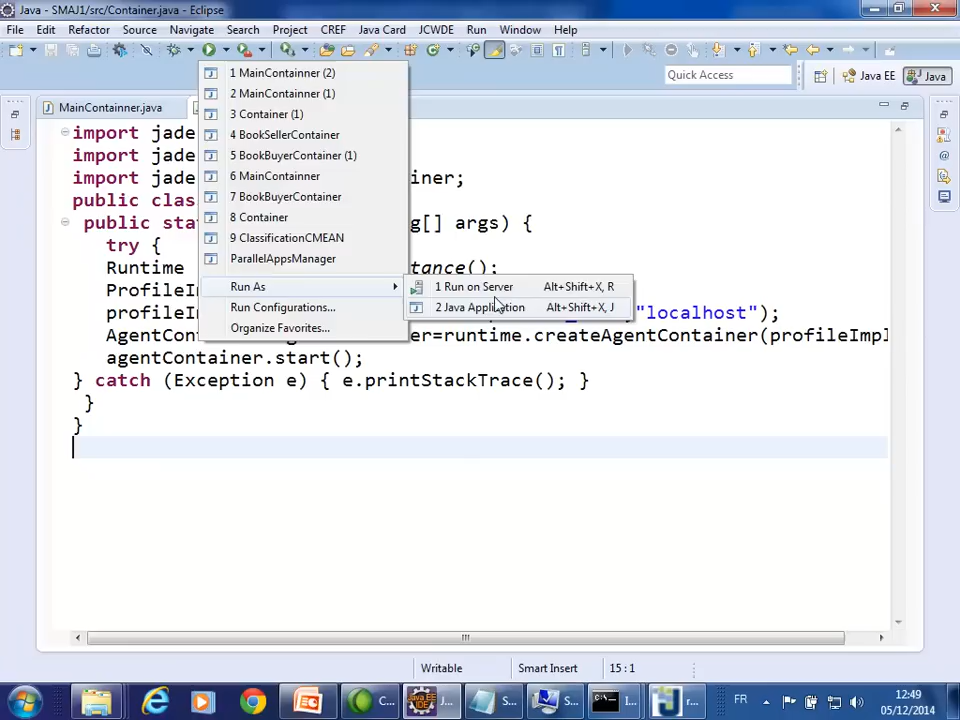 Java - SMAJ1/src/Container.java - Eclipse
File Edit Refactor Source Navigate Search Project CREF Java Card JCWDE Run Window Help
Quick Access
Java EE
Java
MainContainner.java
1 MainContainner (2)
2 MainContainner (1)
3 Container (1)
4 BookSellerContainer
5 BookBuyerContainer (1)
6 MainContainner
7 BookBuyerContainer
8 Container
9 ClassificationCMEAN
ParallelAppsManager
Run As
Run Configurations...
Organize Favorites...
1 Run on Server Alt+Shift+X, R
2 Java Application Alt+Shift+X, J
import jade
import jade
import jade iner;
public clas
public sta g[] args) {
try {
Runtime tance();
ProfileI
profileI "localhost");
AgentCon r=runtime.createAgentContainer(profileImpl
agentContainer.start();
} catch (Exception e) { e.printStackTrace(); }
}
}
Writable Smart Insert 15 : 1
C...
J...
S...
S...
I...
r...
FR
12:49
05/12/2014